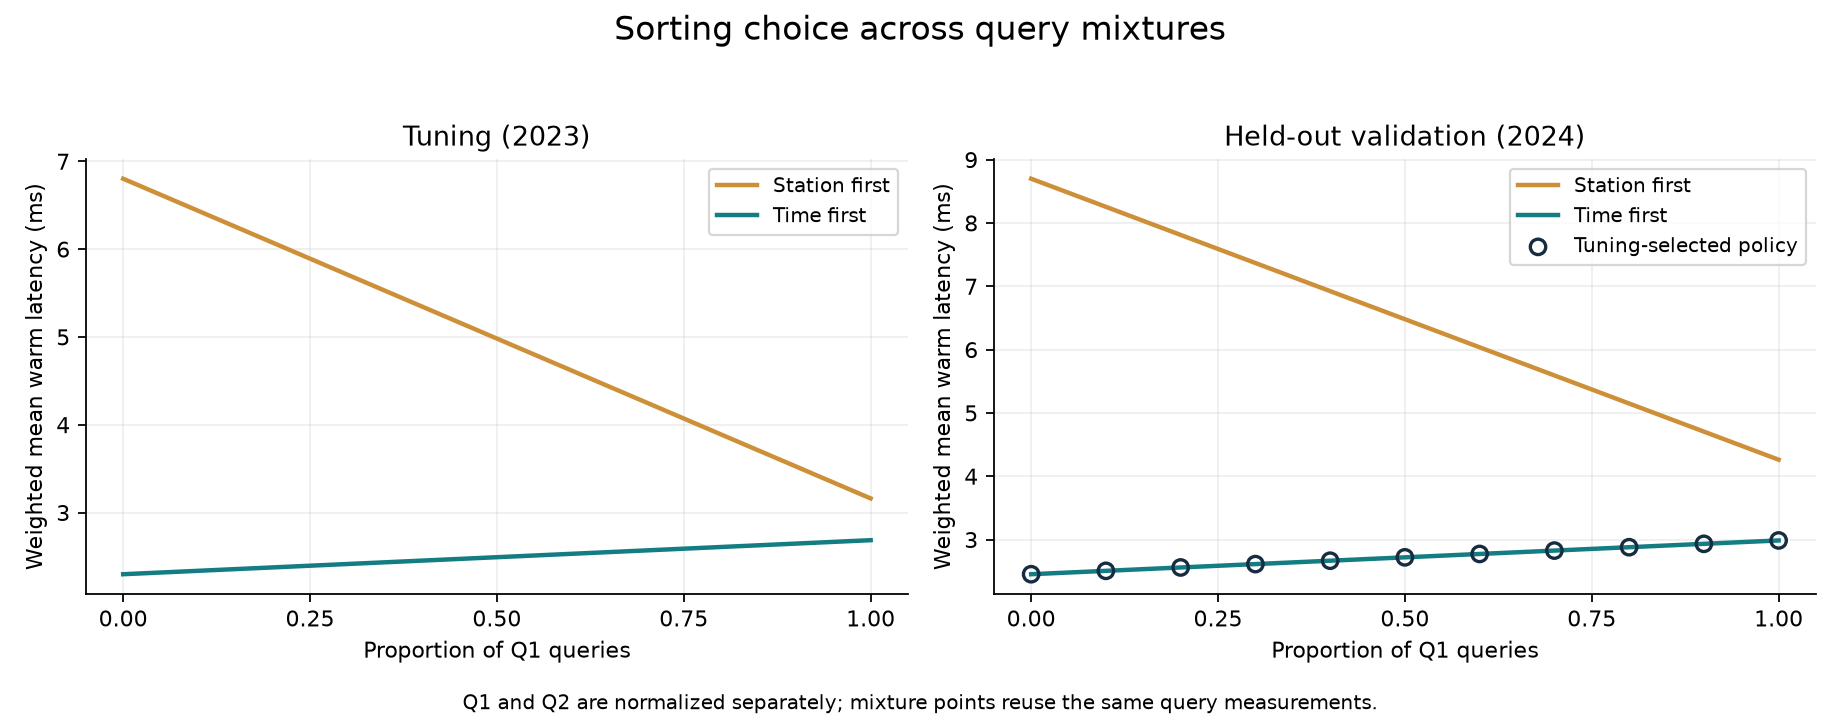 Sorting choice across query mixtures
Tuning (2023)
Weighted mean warm latency (ms)
7
6
5
4
3
Station first
Time first
0.00 0.25 0.50 0.75 1.00
Proportion of Q1 queries
Held-out validation (2024)
Weighted mean warm latency (ms)
9
8
7
6
5
4
3
Station first
Time first
Tuning-selected policy
0.00 0.25 0.50 0.75 1.00
Proportion of Q1 queries
Q1 and Q2 are normalized separately; mixture points reuse the same query measurements.